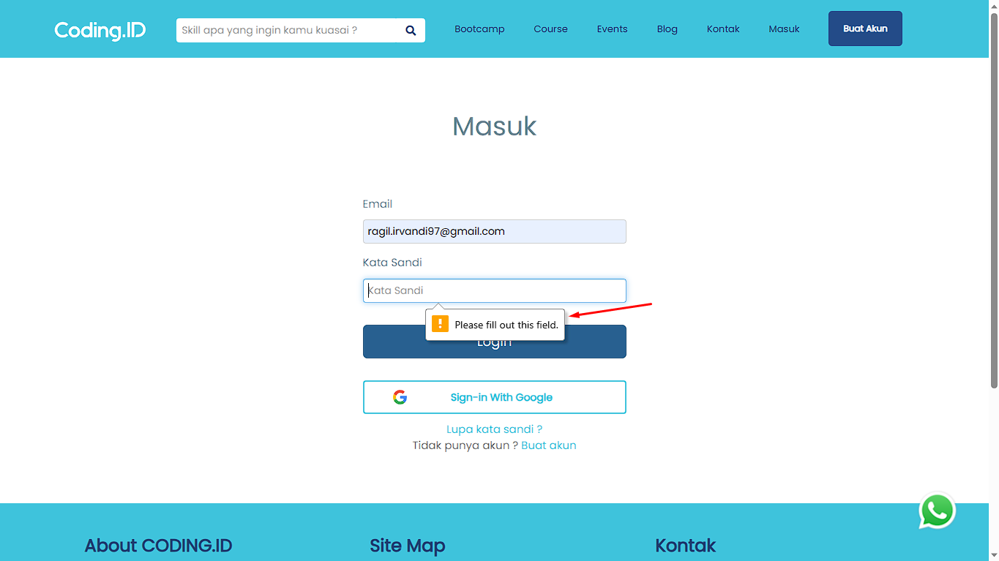 Coding.ID
Skill apa yang ingin kamu kuasai ?
Bootcamp
Course
Events
Blog
Kontak
Masuk
Buat Akun
Masuk
Email
ragil.irvandi97@gmail.com
Kata Sandi
Kata Sandi
Please fill out this field.
Login
Sign-in With Google
Lupa kata sandi ?
Tidak punya akun ? Buat akun
About CODING.ID
Site Map
Kontak